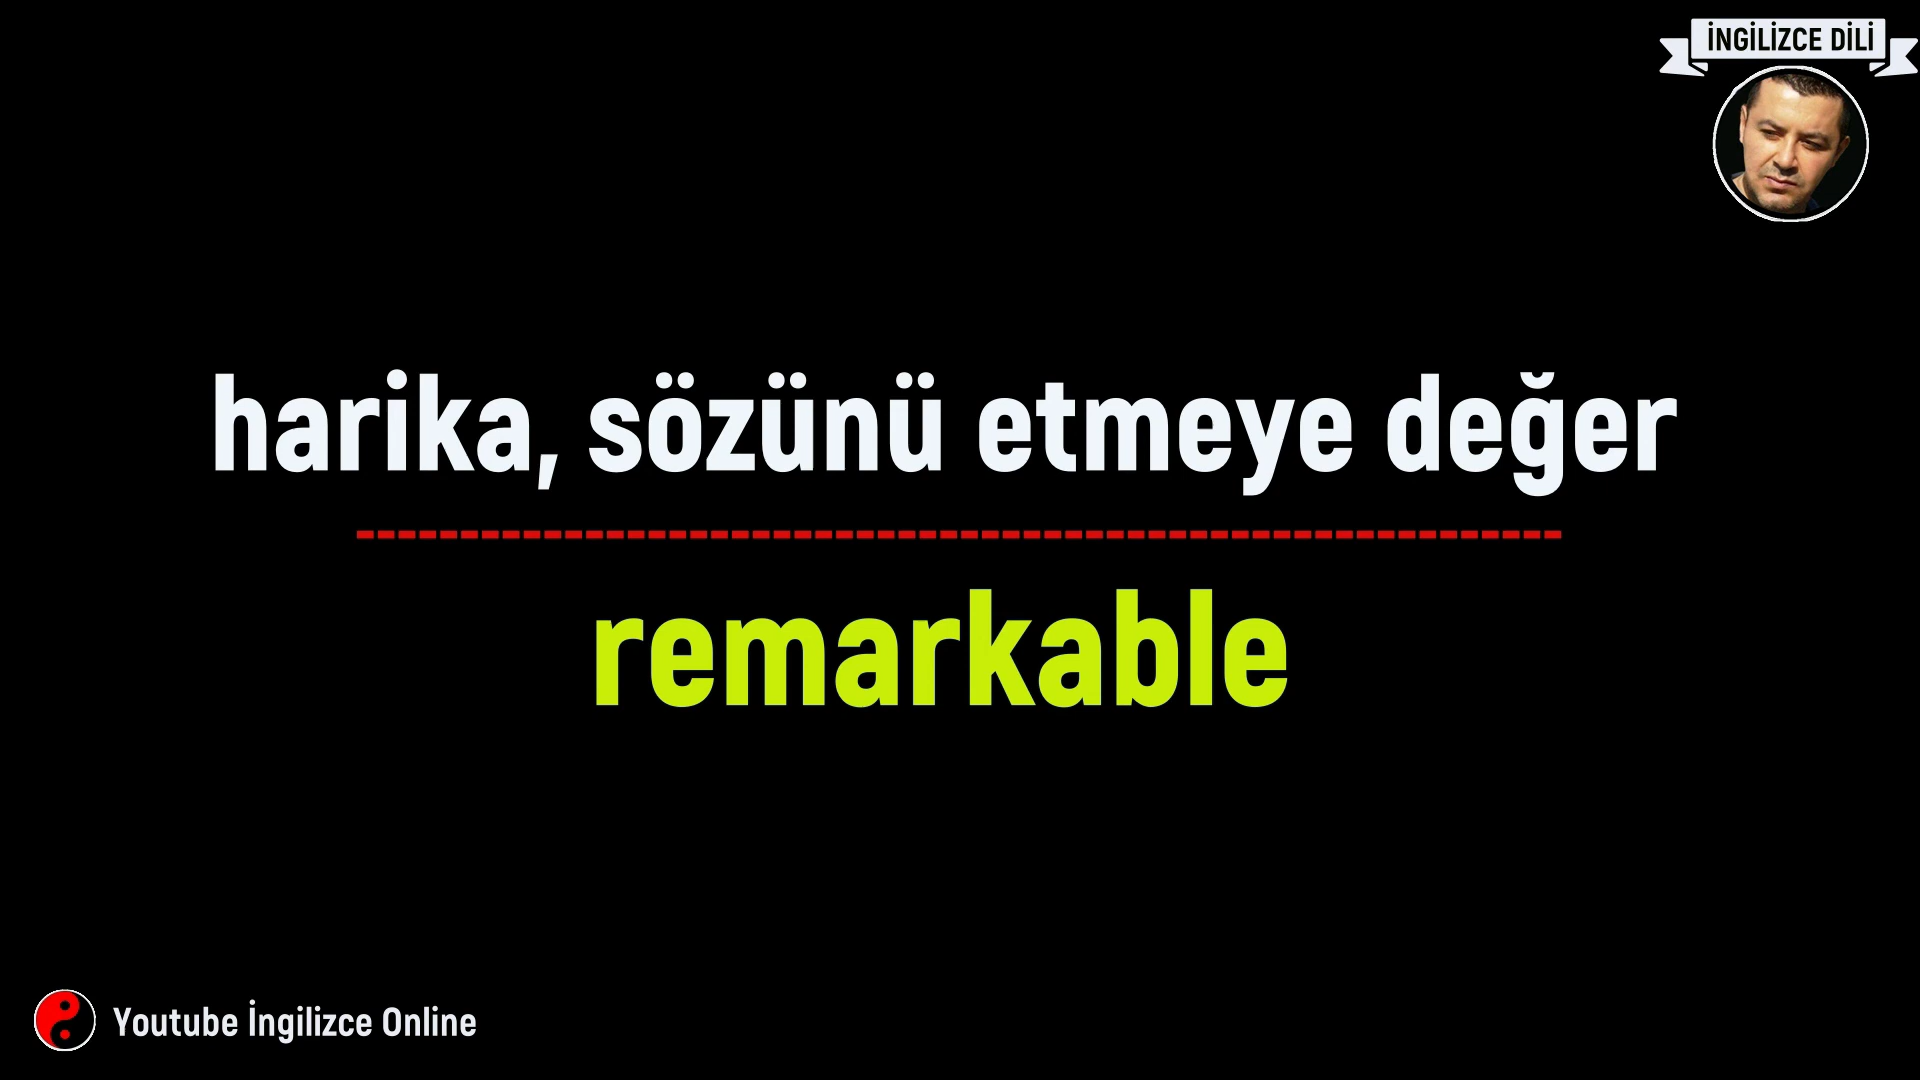 İNGİLİZCE DİLİ
harika, sözünü etmeye değer
remarkable
Youtube İngilizce Online